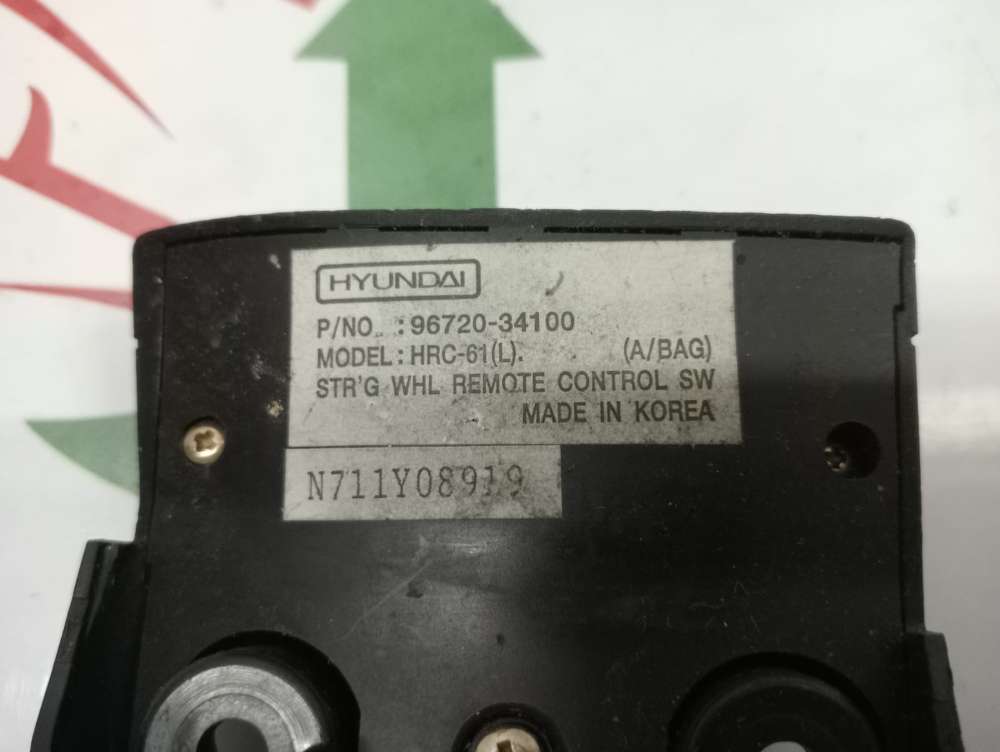 HYUNDAI
P/NO. : 96720-34100
MODEL : HRC-61(L). (A/BAG)
STR'G WHL REMOTE CONTROL SW
MADE IN KOREA
N711Y08919